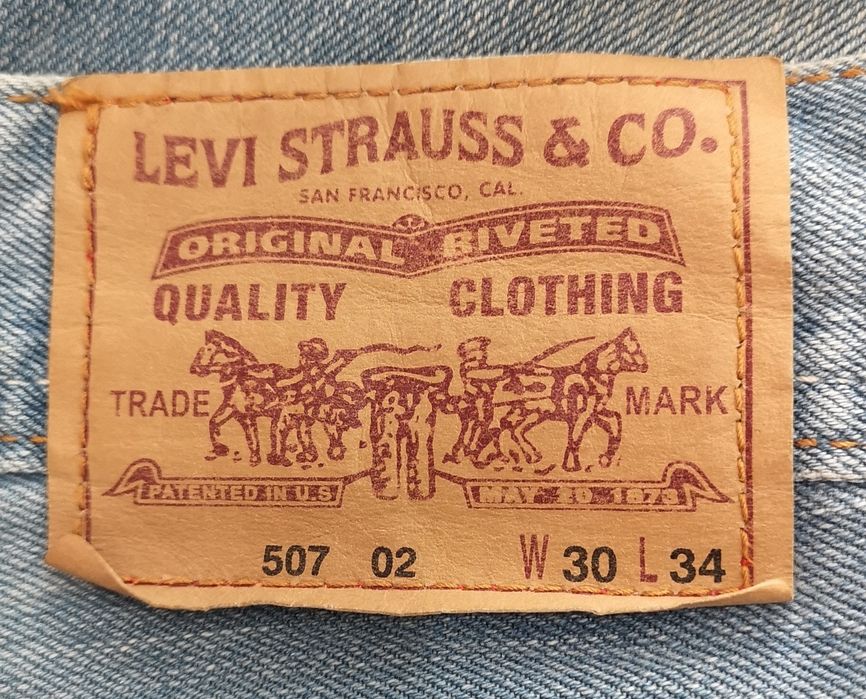 LEVI STRAUSS & CO.
SAN FRANCISCO, CAL.
ORIGINAL RIVETED
QUALITY CLOTHING
TRADE MARK
PATENTED IN U.S MAY 20 1873
507 02 W 30 L 34